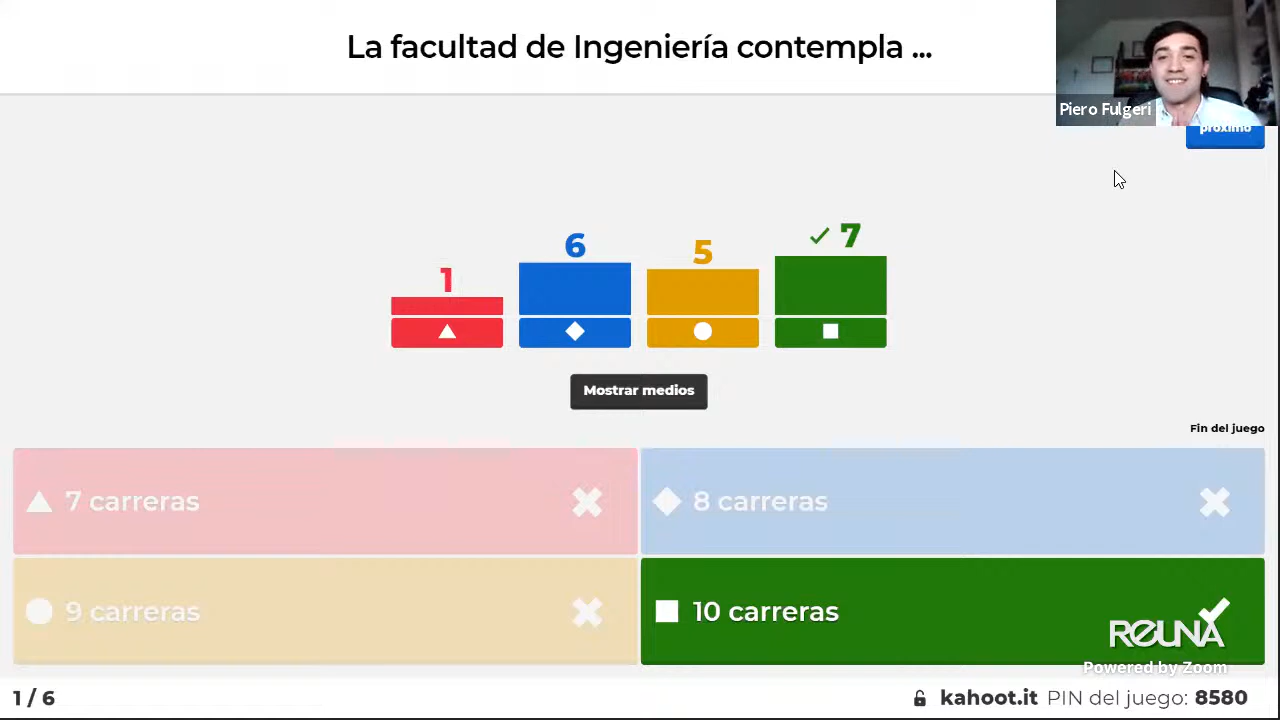 La facultad de Ingeniería contempla ...
Piero Fulgeri
próximo
1
6
5
7
Mostrar medios
Fin del juego
7 carreras
8 carreras
9 carreras
10 carreras
REUNA
Powered by Zoom
1 / 6
kahoot.it PIN del juego: 8580